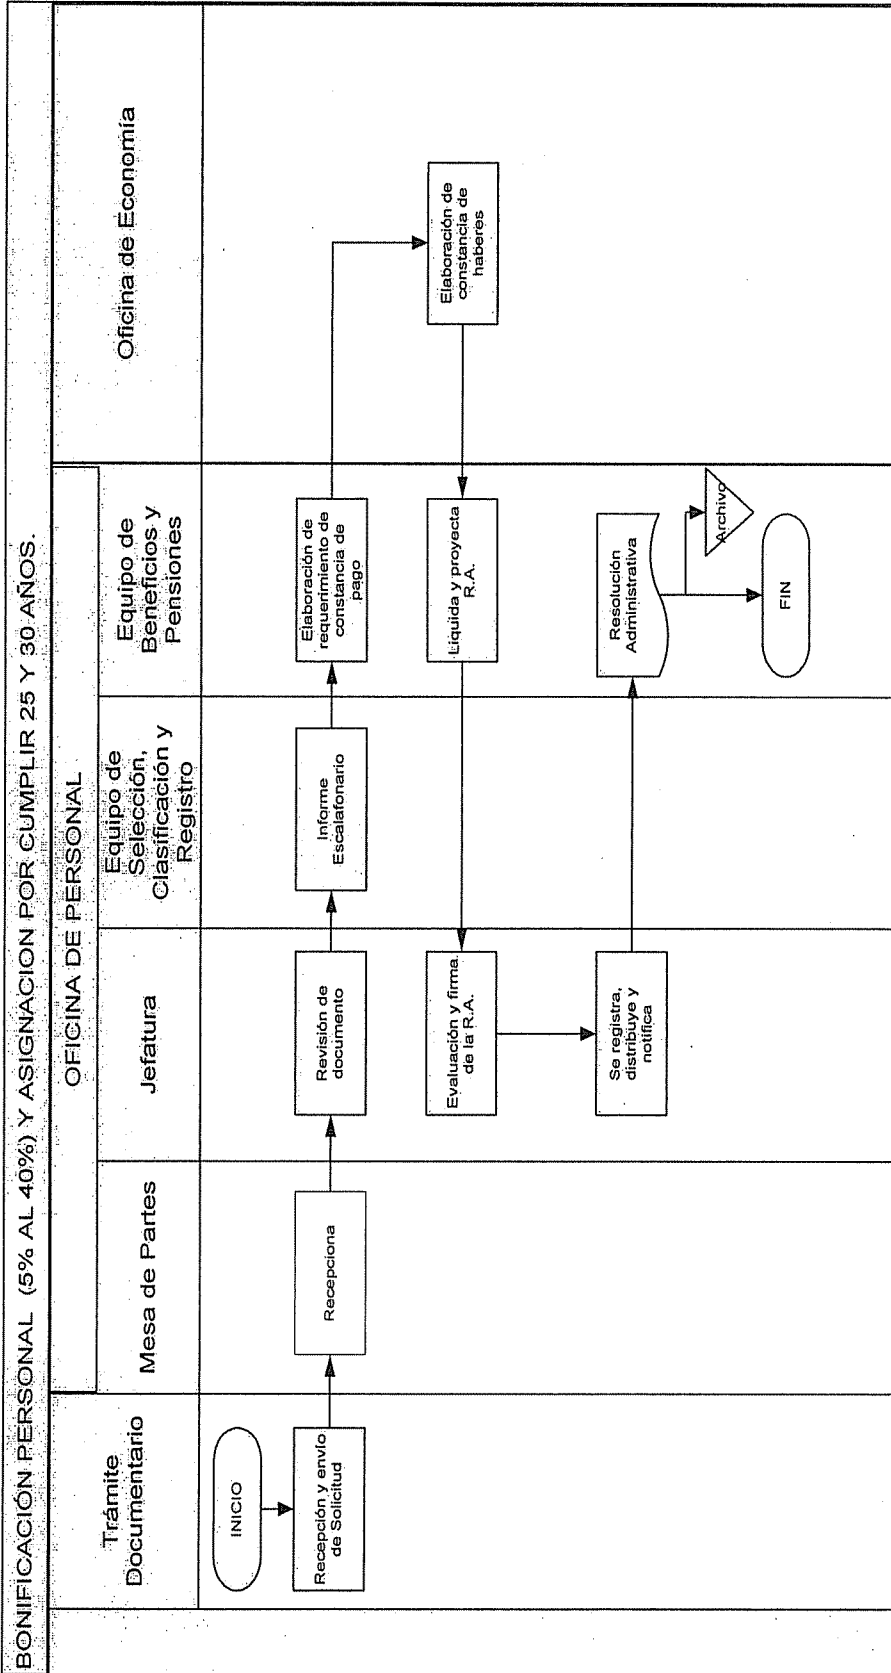 BONIFICACIÓN PERSONAL (5% AL 40%) Y ASIGNACION POR CUMPLIR 25 Y 30 AÑOS.
Trámite
Documentario
OFICINA DE PERSONAL
Mesa de Partes
Jefatura
Equipo de
Selección,
Clasificación y
Registro
Equipo de
Beneficios y
Pensiones
Oficina de Economía
INICIO
Recepción y envío
de Solicitud
Recepciona
Revisión de
documento
Informe
Escalafonario
Elaboración de
requerimiento de
constancia de
pago
Elaboración de
constancia de
haberes
Liquida y proyecta
R.A.
Evaluación y firma
de la R.A.
Se registra,
distribuye y
notifica
Resolución
Administrativa
Archivo
FIN